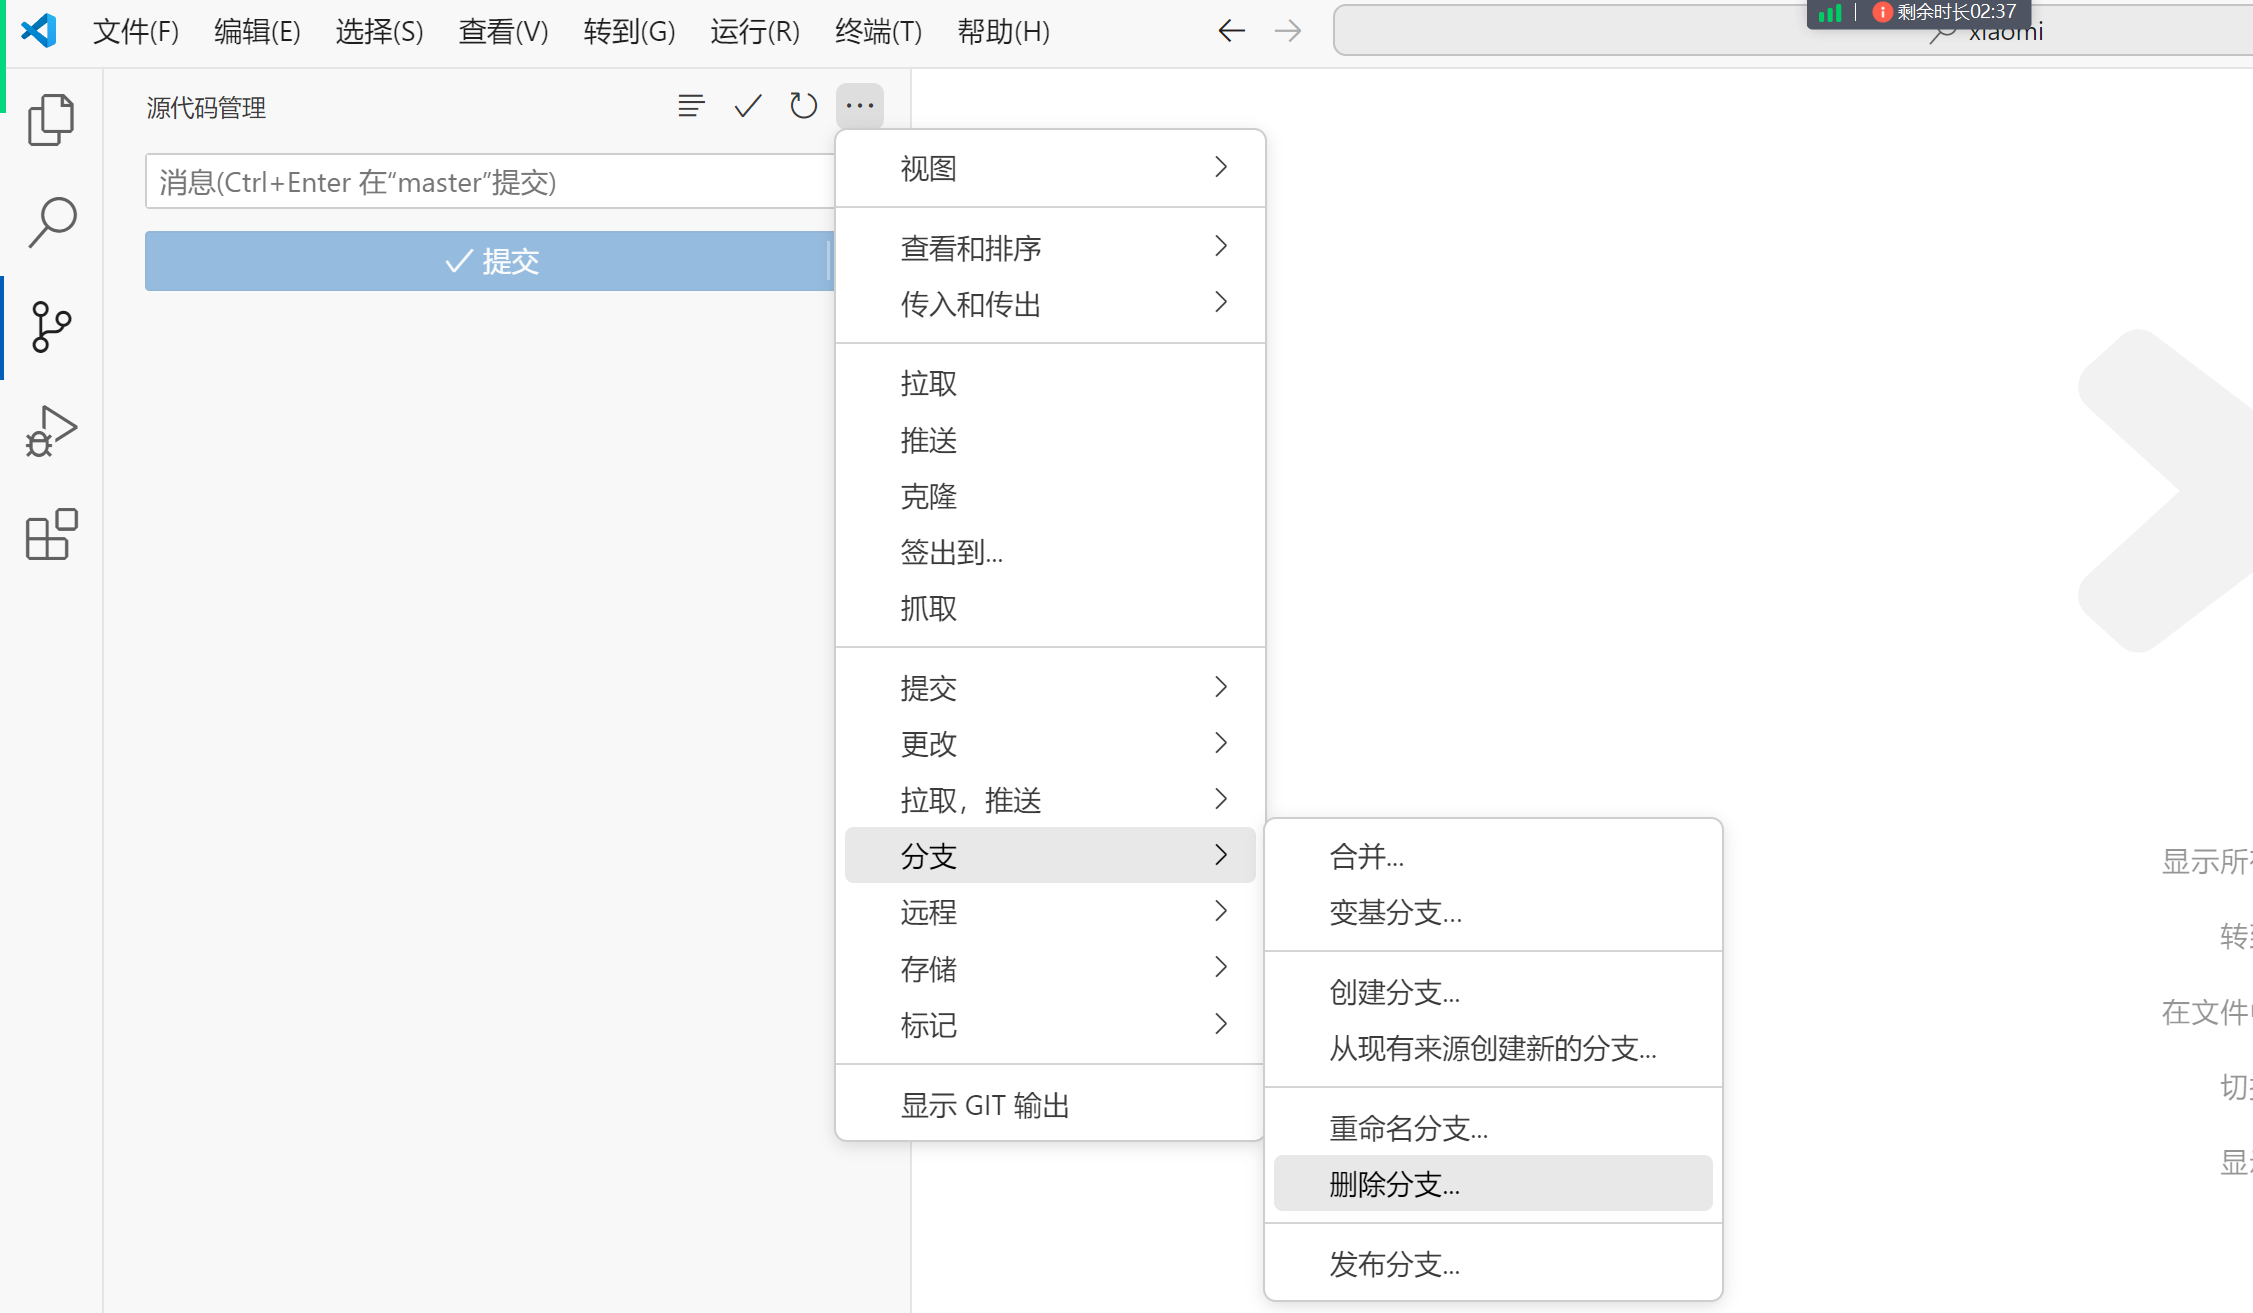 文件(F) 编辑(E) 选择(S) 查看(V) 转到(G) 运行(R) 终端(T) 帮助(H)
剩余时长02:37
xiaomi
源代码管理
消息(Ctrl+Enter 在“master”提交)
提交
视图
查看和排序
传入和传出
拉取
推送
克隆
签出到...
抓取
提交
更改
拉取，推送
分支
远程
存储
标记
显示 GIT 输出
合并...
变基分支...
创建分支...
从现有来源创建新的分支...
重命名分支...
删除分支...
发布分支...
显示所
转
在文件
切
显